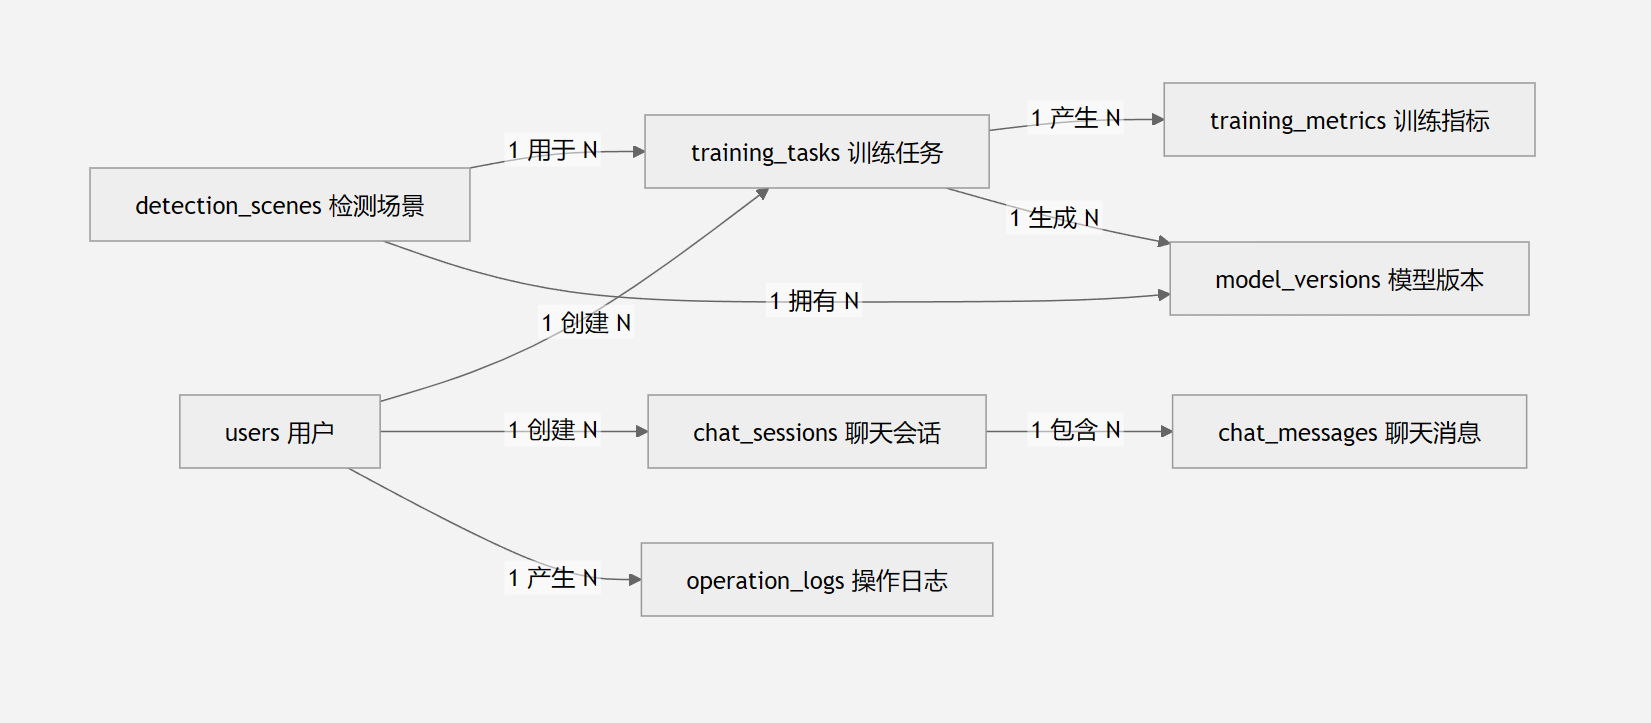 1 产生 N
training_metrics 训练指标
1 用于 N
training_tasks 训练任务
detection_scenes 检测场景
1 生成 N
model_versions 模型版本
1 拥有 N
1 创建 N
users 用户
1 创建 N
chat_sessions 聊天会话
1 包含 N
chat_messages 聊天消息
1 产生 N
operation_logs 操作日志